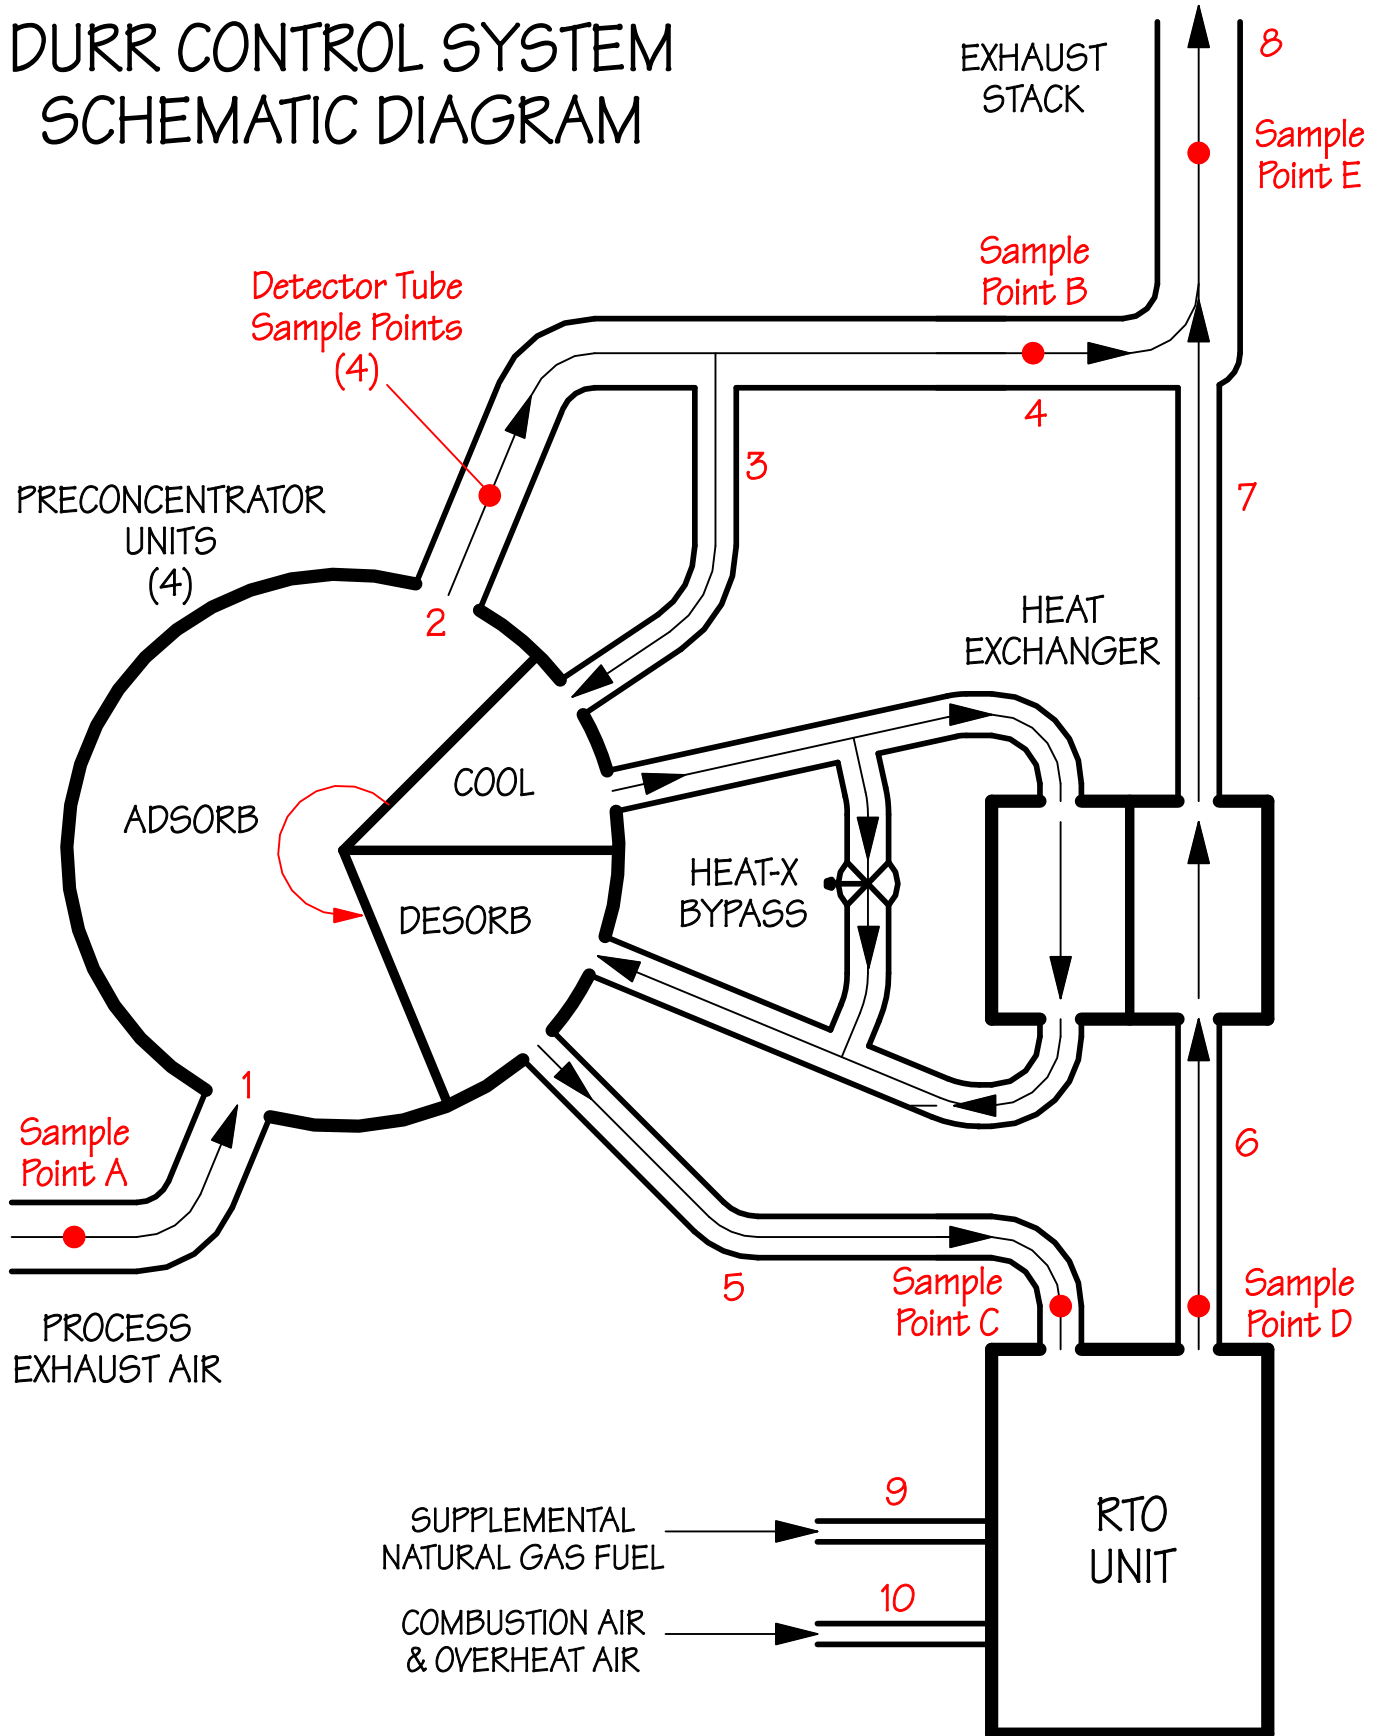 DURR CONTROL SYSTEM
SCHEMATIC DIAGRAM
EXHAUST
STACK
8
Sample
Point E
Sample
Point B
Detector Tube
Sample Points
(4)
4
3
7
PRECONCENTRATOR
UNITS
(4)
2
HEAT
EXCHANGER
COOL
ADSORB
HEAT-X
BYPASS
DESORB
1
Sample
Point A
6
5
Sample
Point C
Sample
Point D
PROCESS
EXHAUST AIR
9
SUPPLEMENTAL
NATURAL GAS FUEL
RTO
UNIT
10
COMBUSTION AIR
& OVERHEAT AIR